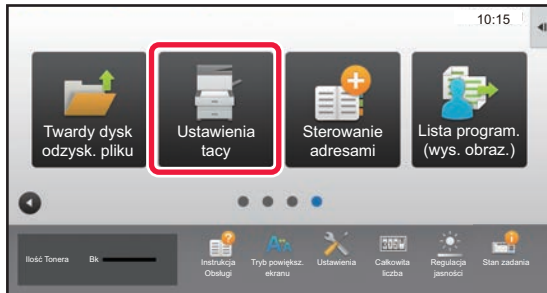 10:15
Twardy dysk
odzysk. pliku
Ustawienia
tacy
Sterowanie
adresami
Lista program.
(wys. obraz.)
Ilość Tonera Bk
Instrukcja
Obsługi
Tryb powiększ.
ekranu
Ustawienia
Całkowita
liczba
Regulacja
jasności
Stan zadania